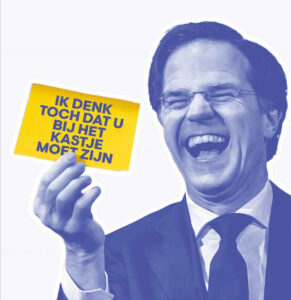 IK DENK
TOCH DAT U
BIJ HET
KASTJE
MOET ZIJN